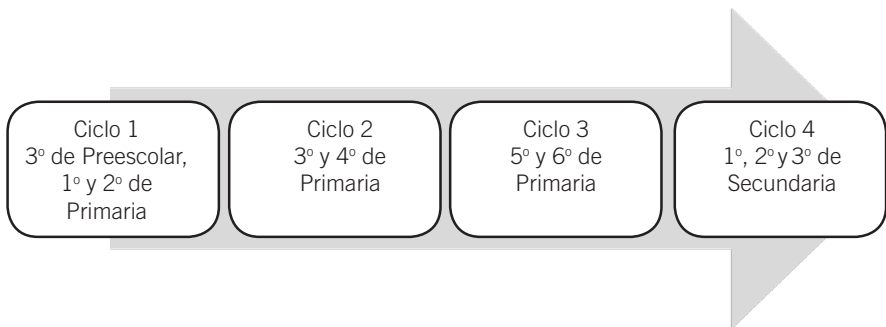 Ciclo 1
3º de Preescolar,
1º y 2º de
Primaria
Ciclo 2
3º y 4º de
Primaria
Ciclo 3
5º y 6º de
Primaria
Ciclo 4
1º, 2º y 3º de
Secundaria